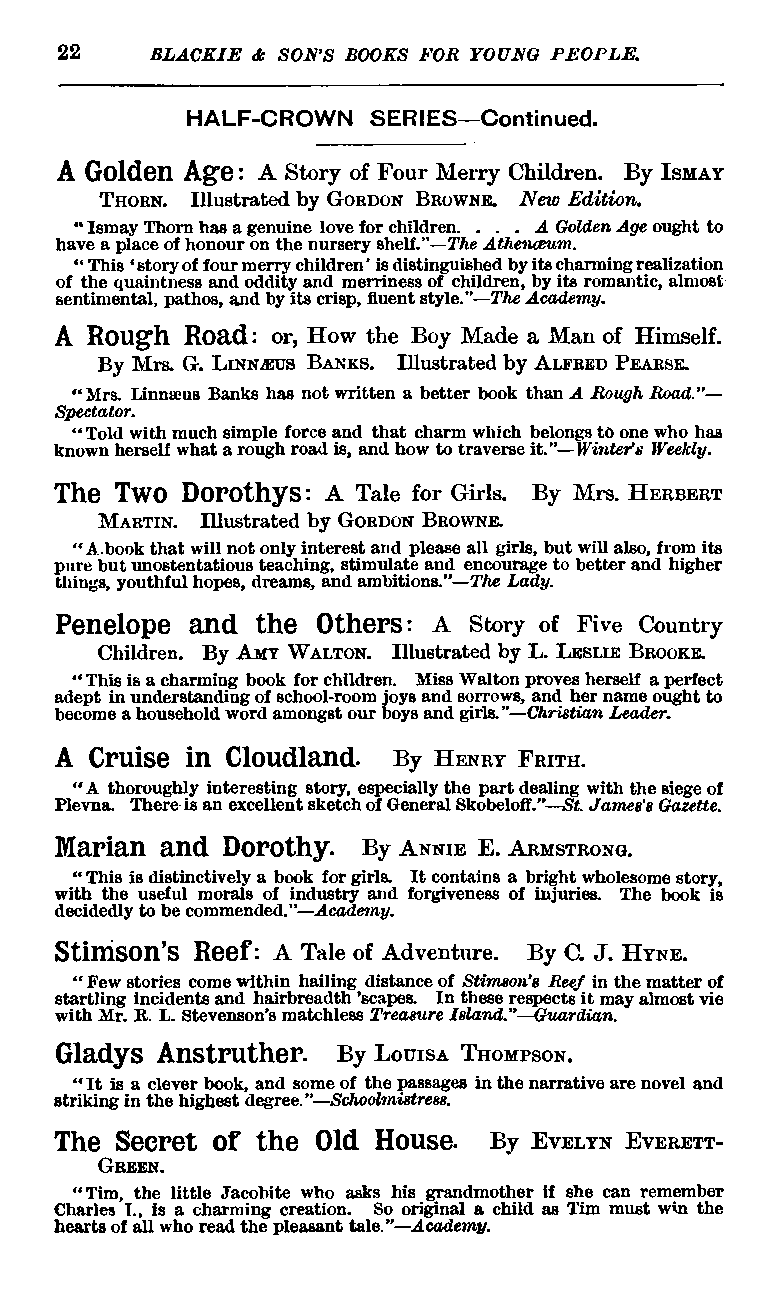 22 BLACKIE & SON'S BOOKS FOR YOUNG PEOPLE.
HALF-CROWN SERIES—Continued.
A Golden Age: A Story of Four Merry Children. By ISMAY
THORN. Illustrated by GORDON BROWNE. New Edition.
"Ismay Thorn has a genuine love for children. . . . A Golden Age ought to
have a place of honour on the nursery shelf."—The Athenæum.
"This 'story of four merry children' is distinguished by its charming realization
of the quaintness and oddity and merriness of children, by its romantic, almost
sentimental, pathos, and by its crisp, fluent style."—The Academy.
A Rough Road: or, How the Boy Made a Man of Himself.
By Mrs. G. LINNÆUS BANKS. Illustrated by ALFRED PEARSE.
"Mrs. Linnæus Banks has not written a better book than A Rough Road."—
Spectator.
"Told with much simple force and that charm which belongs to one who has
known herself what a rough road is, and how to traverse it."—Winter's Weekly.
The Two Dorothys: A Tale for Girls. By Mrs. HERBERT
MARTIN. Illustrated by GORDON BROWNE.
"A book that will not only interest and please all girls, but will also, from its
pure but unostentatious teaching, stimulate and encourage to better and higher
things, youthful hopes, dreams, and ambitions."—The Lady.
Penelope and the Others: A Story of Five Country
Children. By AMY WALTON. Illustrated by L. LESLIE BROOKE.
"This is a charming book for children. Miss Walton proves herself a perfect
adept in understanding of school-room joys and sorrows, and her name ought to
become a household word amongst our boys and girls."—Christian Leader.
A Cruise in Cloudland. By HENRY FRITH.
"A thoroughly interesting story, especially the part dealing with the siege of
Plevna. There is an excellent sketch of General Skobeloff."—St. James's Gazette.
Marian and Dorothy. By ANNIE E. ARMSTRONG.
"This is distinctively a book for girls. It contains a bright wholesome story,
with the useful morals of industry and forgiveness of injuries. The book is
decidedly to be commended."—Academy.
Stimson's Reef: A Tale of Adventure. By C. J. HYNE.
"Few stories come within hailing distance of Stimson's Reef in the matter of
startling incidents and hairbreadth 'scapes. In these respects it may almost vie
with Mr. R. L. Stevenson's matchless Treasure Island."—Guardian.
Gladys Anstruther. By LOUISA THOMPSON.
"It is a clever book, and some of the passages in the narrative are novel and
striking in the highest degree."—Schoolmistress.
The Secret of the Old House. By EVELYN EVERETT-
GREEN.
"Tim, the little Jacobite who asks his grandmother if she can remember
Charles I., is a charming creation. So original a child as Tim must win the
hearts of all who read the pleasant tale."—Academy.